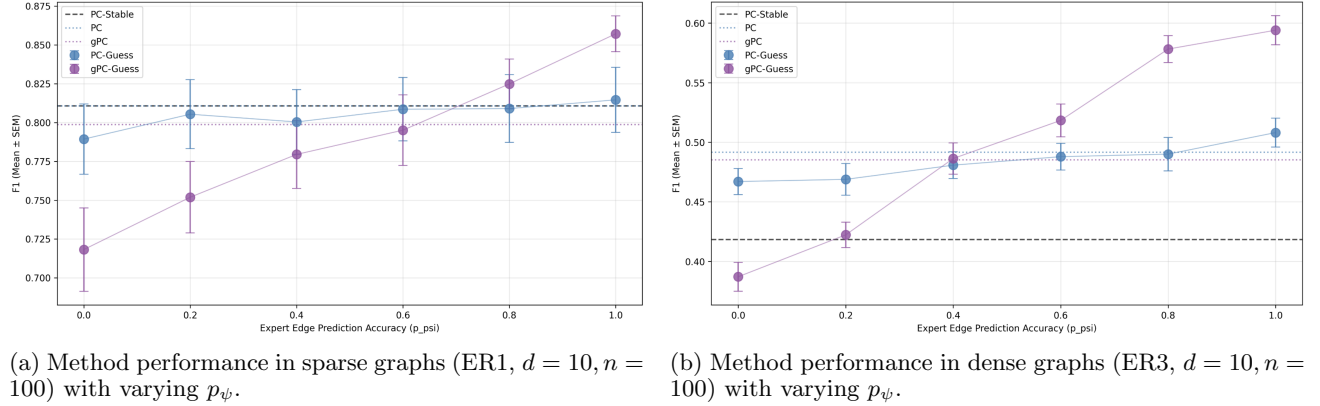 0.875
0.850
0.825
0.800
0.775
0.750
0.725
0.700
F1 (Mean ± SEM)
PC-Stable
PC
gPC
PC-Guess
gPC-Guess
0.0 0.2 0.4 0.6 0.8 1.0
Expert Edge Prediction Accuracy (p_psi)
(a) Method performance in sparse graphs (ER1, d = 10, n =
100) with varying pψ.
0.60
0.55
0.50
0.45
0.40
F1 (Mean ± SEM)
PC-Stable
PC
gPC
PC-Guess
gPC-Guess
0.0 0.2 0.4 0.6 0.8 1.0
Expert Edge Prediction Accuracy (p_psi)
(b) Method performance in dense graphs (ER3, d = 10, n =
100) with varying pψ.